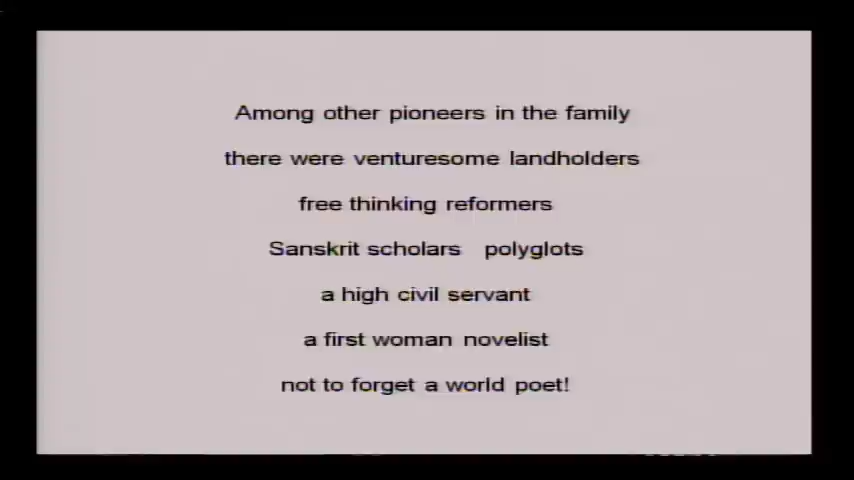 Among other pioneers in the family
there were venturesome landholders
free thinking reformers
Sanskrit scholars polyglots
a high civil servant
a first woman novelist
not to forget a world poet!